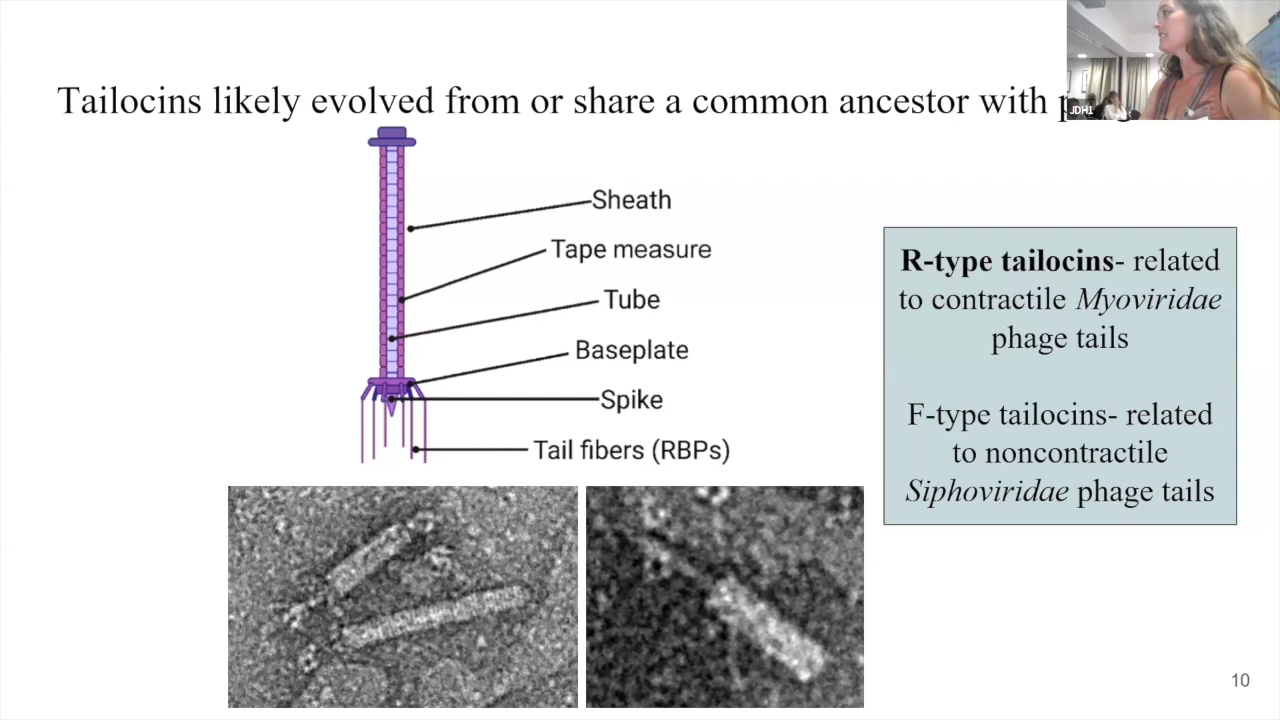 Tailocins likely evolved from or share a common ancestor with
JDH1
Sheath
Tape measure
Tube
Baseplate
Spike
Tail fibers (RBPs)
R-type tailocins- related
to contractile Myoviridae
phage tails
F-type tailocins- related
to noncontractile
Siphoviridae phage tails
10